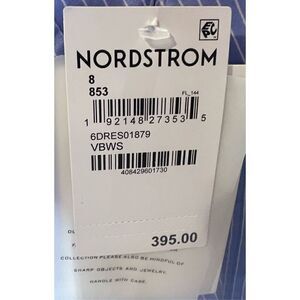 NORDSTROM
8
853
FL_144
1 92148 27353 5
6DRES01879
VBWS
408429601730
395.00
COLLECTION PLEASE ALSO BE MINDFUL OF
SHARP OBJECTS AND JEWELRY.
HANDLE WITH CARE.